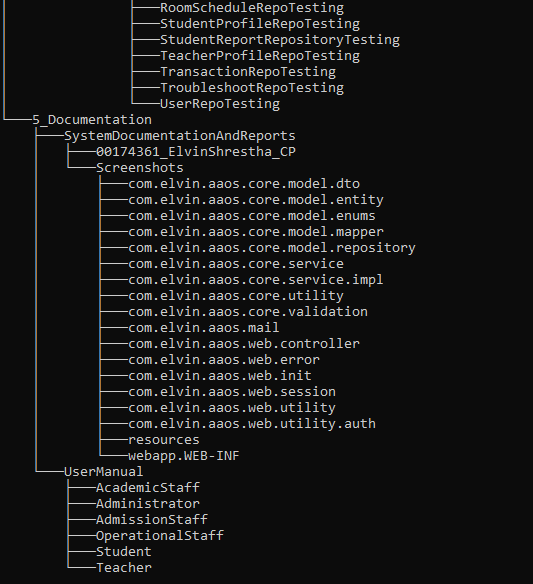 RoomScheduleRepoTesting
StudentProfileRepoTesting
StudentReportRepositoryTesting
TeacherProfileRepoTesting
TransactionRepoTesting
TroubleshootRepoTesting
UserRepoTesting
5_Documentation
SystemDocumentationAndReports
00174361_ElvinShrestha_CP
Screenshots
com.elvin.aaos.core.model.dto
com.elvin.aaos.core.model.entity
com.elvin.aaos.core.model.enums
com.elvin.aaos.core.model.mapper
com.elvin.aaos.core.model.repository
com.elvin.aaos.core.service
com.elvin.aaos.core.service.impl
com.elvin.aaos.core.utility
com.elvin.aaos.core.validation
com.elvin.aaos.mail
com.elvin.aaos.web.controller
com.elvin.aaos.web.error
com.elvin.aaos.web.init
com.elvin.aaos.web.session
com.elvin.aaos.web.utility
com.elvin.aaos.web.utility.auth
resources
webapp.WEB-INF
UserManual
AcademicStaff
Administrator
AdmissionStaff
OperationalStaff
Student
Teacher